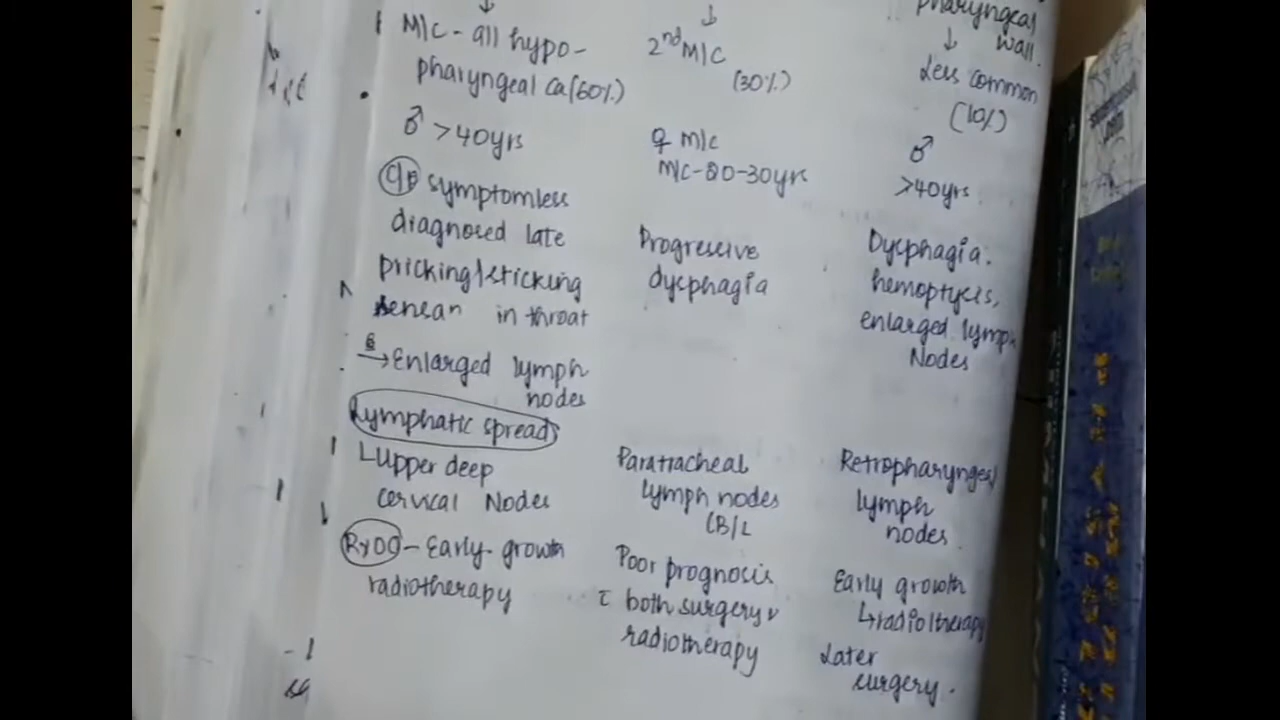 M/C - all hypo-
pharyngeal Ca (60%)
♂ >40yrs
C/F symptomless
diagnosed late
pricking/sticking
sensan in throat
→ Enlarged lymph
nodes
Lymphatic spread
Upper deep
cervical Nodes
RxOC - Early growth
radiotherapy
2nd M/C
(30%)
♀ M/C
M/C - 20-30yrs
Progressive
dysphagia
Paratracheal
lymph nodes
(B/L
Poor prognosis
c̄ both surgery &
radiotherapy
pharyngeal
wall.
↓
Less common
(10%)
♂
>40yrs.
Dysphagia.
hemoptysis,
enlarged lymph
Nodes
Retropharyngeal
lymph
nodes.
Early growth
↳radiotherapy
Later
surgery.